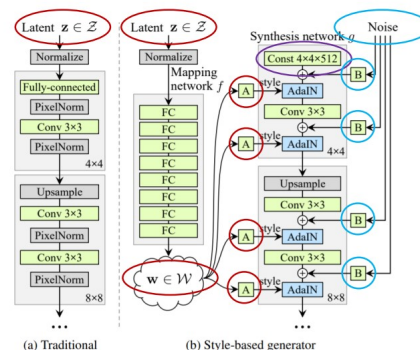 Latent z ∈ Z
Normalize
Fully-connected
PixelNorm
Conv 3×3
PixelNorm
4×4
Upsample
Conv 3×3
PixelNorm
Conv 3×3
PixelNorm
8×8
...
(a) Traditional
Latent z ∈ Z
Normalize
Mapping
network f
FC
FC
FC
FC
FC
FC
FC
FC
w ∈ W
Noise
Synthesis network g
Const 4×4×512
B
A
style
AdaIN
Conv 3×3
B
A
style
AdaIN
4×4
Upsample
Conv 3×3
B
A
style
AdaIN
Conv 3×3
B
A
style
AdaIN
8×8
...
(b) Style-based generator